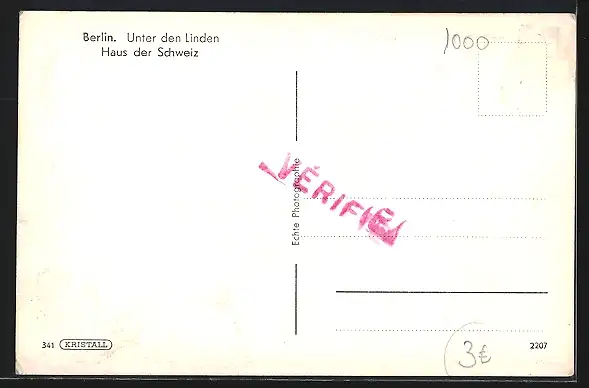 Berlin. Unter den Linden
Haus der Schweiz
1000
Echte Photographie
VÉRIFIÉ
341 KRISTALL
3€
2207